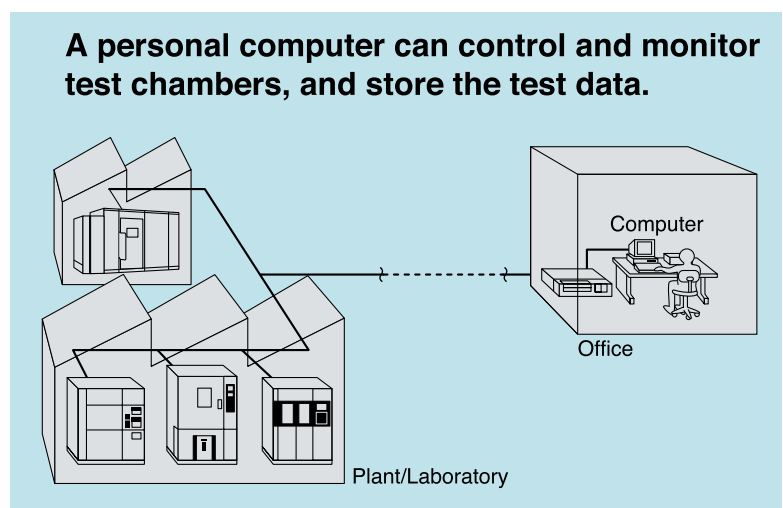 A personal computer can control and monitor
test chambers, and store the test data.
Computer
Office
Plant/Laboratory